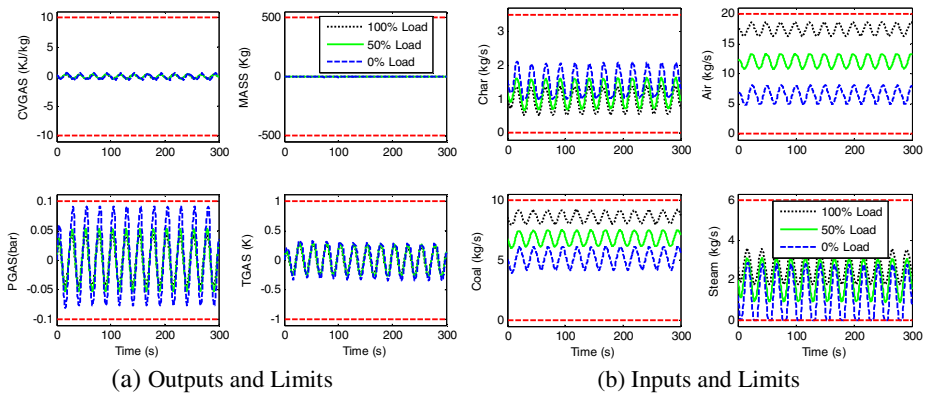 CVGAS (KJ/kg)
10
5
0
-5
-10
0 100 200 300
MASS (Kg)
500
0
-500
100% Load
50% Load
0% Load
0 100 200 300
Char (kg/s)
3
2
1
0
0 100 200 300
Air (kg/s)
20
15
10
5
0
0 100 200 300
PGAS(bar)
0.1
0.05
0
-0.05
-0.1
0 100 200 300
Time (s)
TGAS (K)
1
0
-1
0 100 200 300
Time (s)
Coal (kg/s)
10
5
0
0 100 200 300
Time (s)
Steam (kg/s)
6
4
2
0
100% Load
50% Load
0% Load
0 100 200 300
Time (s)
(a) Outputs and Limits
(b) Inputs and Limits